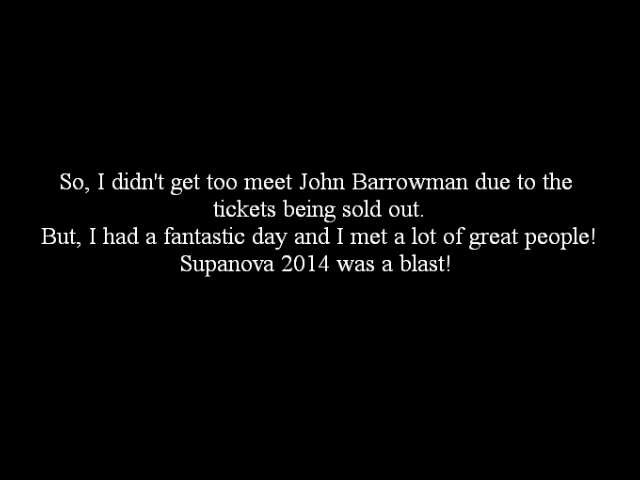 So, I didn't get too meet John Barrowman due to the
tickets being sold out.
But, I had a fantastic day and I met a lot of great people!
Supanova 2014 was a blast!